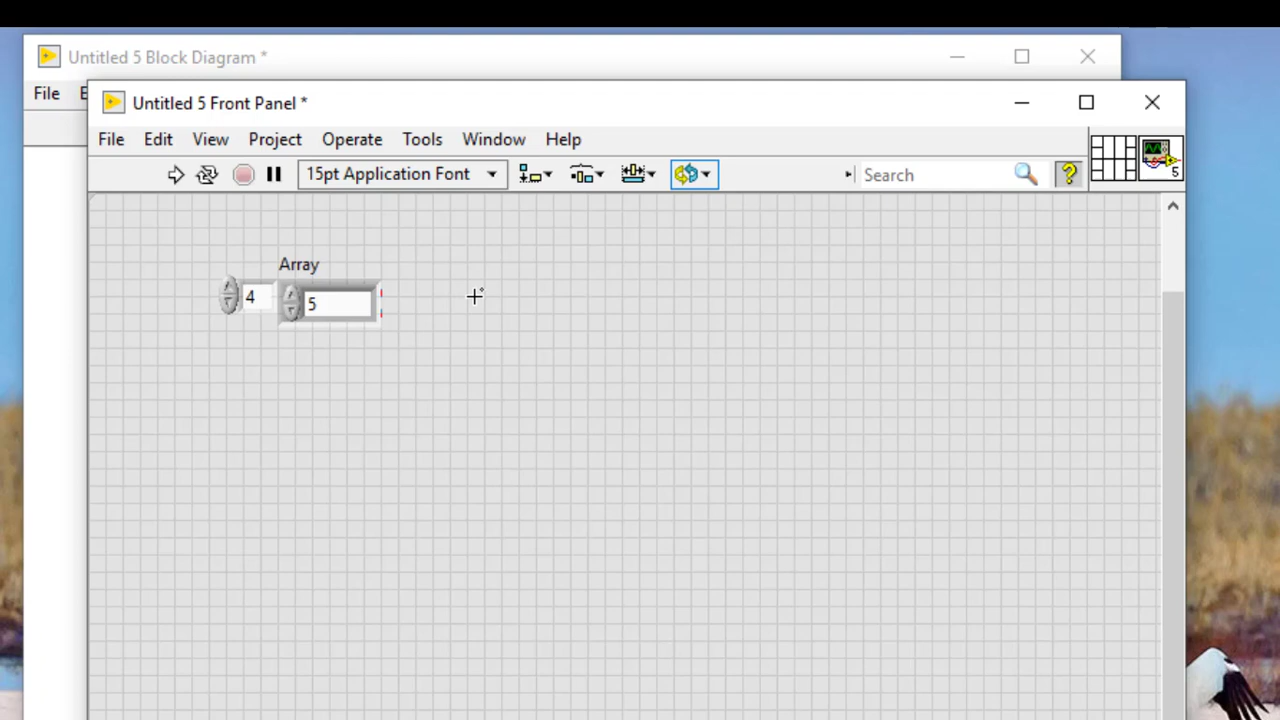 Untitled 5 Block Diagram *
File
Untitled 5 Front Panel *
File Edit View Project Operate Tools Window Help
15pt Application Font Search ? 5
Array
4 5